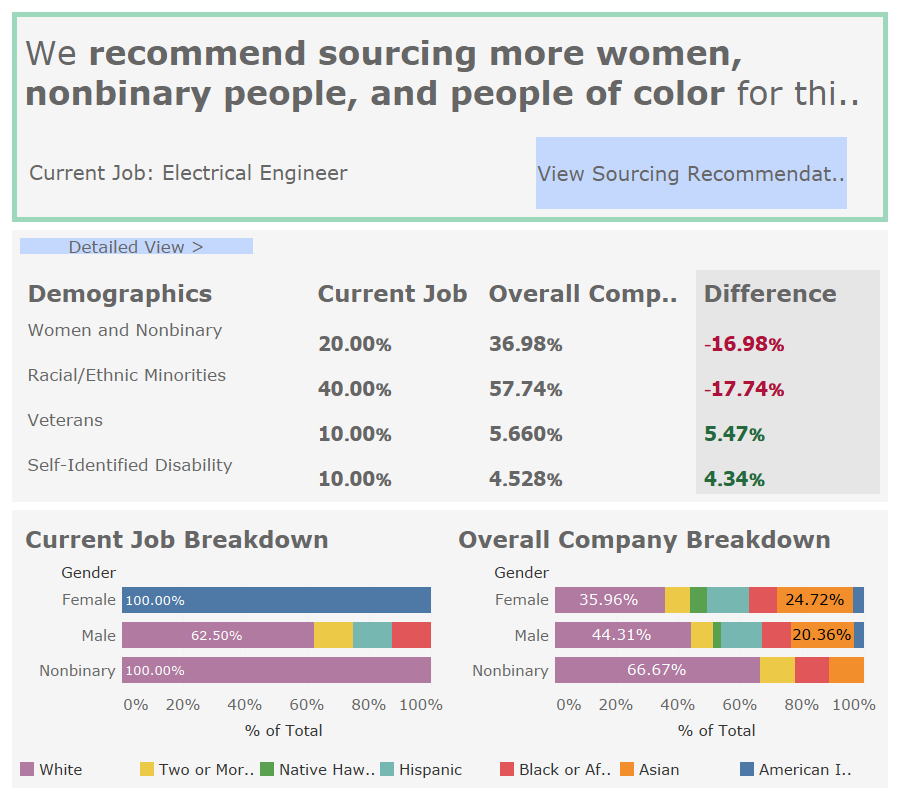 We recommend sourcing more women,
nonbinary people, and people of color for thi..
Current Job: Electrical Engineer
View Sourcing Recommendat..
Detailed View >
Demographics Current Job Overall Comp.. Difference
Women and Nonbinary 20.00% 36.98% -16.98%
Racial/Ethnic Minorities 40.00% 57.74% -17.74%
Veterans 10.00% 5.660% 5.47%
Self-Identified Disability 10.00% 4.528% 4.34%
Current Job Breakdown
Gender
Female 100.00%
Male 62.50%
Nonbinary 100.00%
0% 20% 40% 60% 80% 100%
% of Total
Overall Company Breakdown
Gender
Female 35.96% 24.72%
Male 44.31% 20.36%
Nonbinary 66.67%
0% 20% 40% 60% 80% 100%
% of Total
White Two or Mor.. Native Haw.. Hispanic Black or Af.. Asian American I..